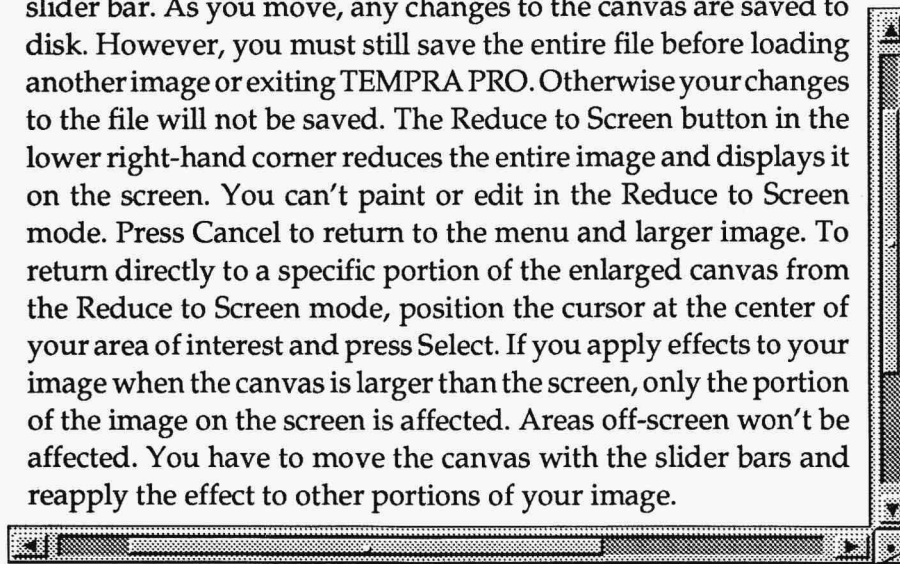 slider bar. As you move, any changes to the canvas are saved to
disk. However, you must still save the entire file before loading
another image or exiting TEMPRA PRO. Otherwise your changes
to the file will not be saved. The Reduce to Screen button in the
lower right-hand corner reduces the entire image and displays it
on the screen. You can't paint or edit in the Reduce to Screen
mode. Press Cancel to return to the menu and larger image. To
return directly to a specific portion of the enlarged canvas from
the Reduce to Screen mode, position the cursor at the center of
your area of interest and press Select. If you apply effects to your
image when the canvas is larger than the screen, only the portion
of the image on the screen is affected. Areas off-screen won't be
affected. You have to move the canvas with the slider bars and
reapply the effect to other portions of your image.